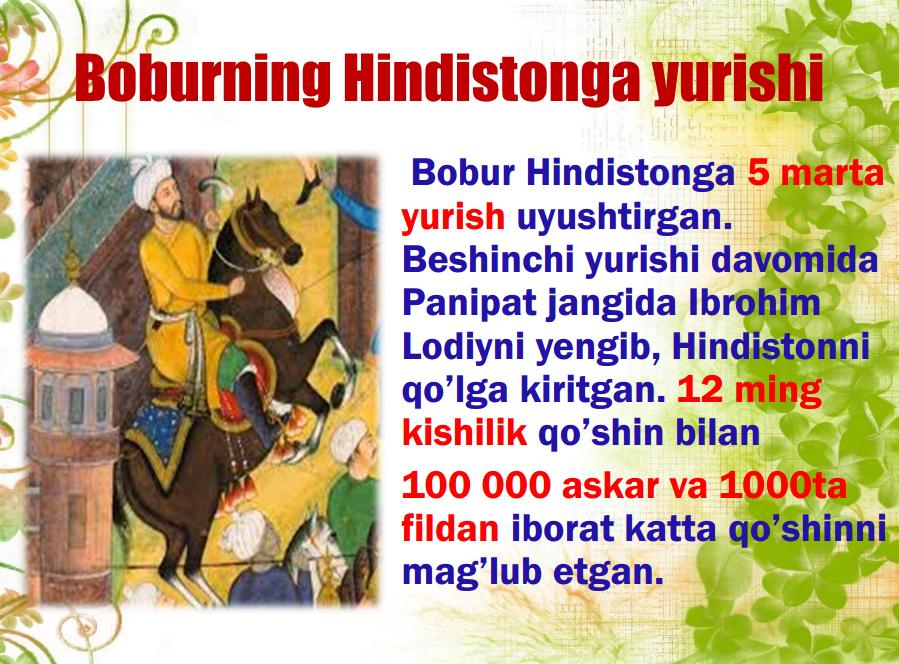 Boburning Hindistonga yurishi
Bobur Hindistonga 5 marta
yurish uyushtirgan.
Beshinchi yurishi davomida
Panipat jangida Ibrohim
Lodiyni yengib, Hindistonni
qo’lga kiritgan. 12 ming
kishilik qo’shin bilan
100 000 askar va 1000ta
fildan iborat katta qo’shinni
mag’lub etgan.